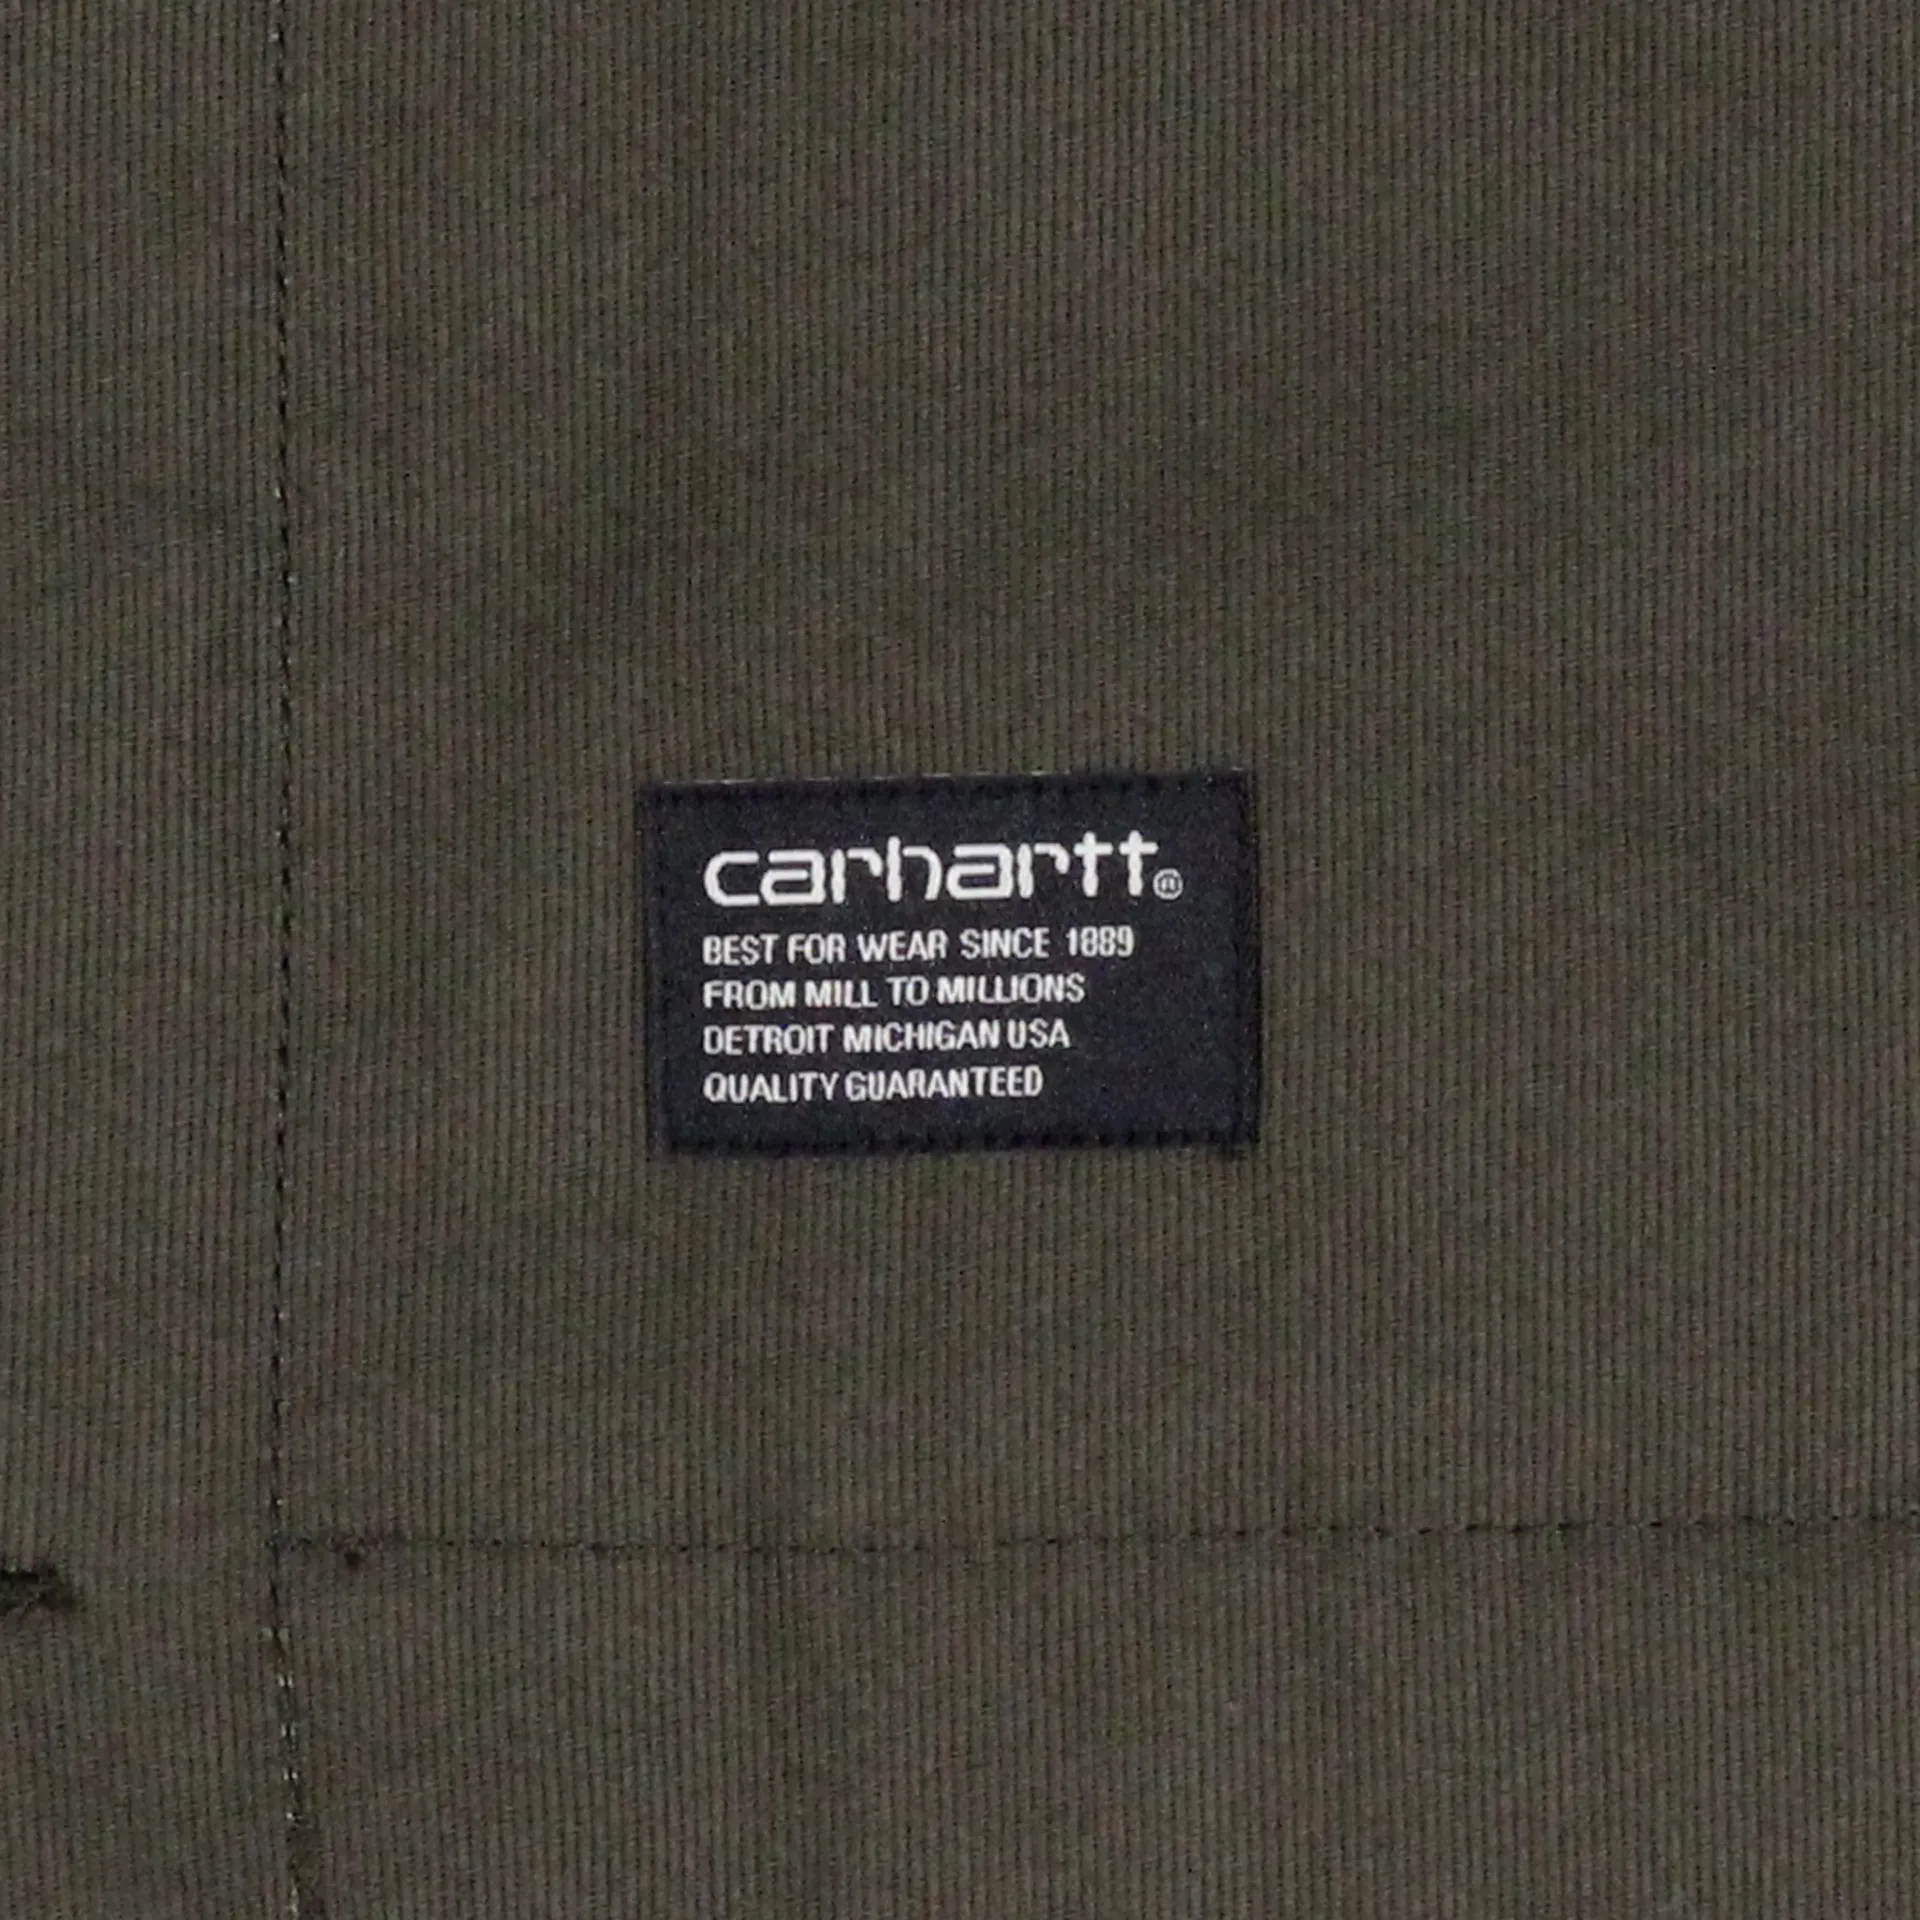 carhartt®
BEST FOR WEAR SINCE 1889
FROM MILL TO MILLIONS
DETROIT MICHIGAN USA
QUALITY GUARANTEED